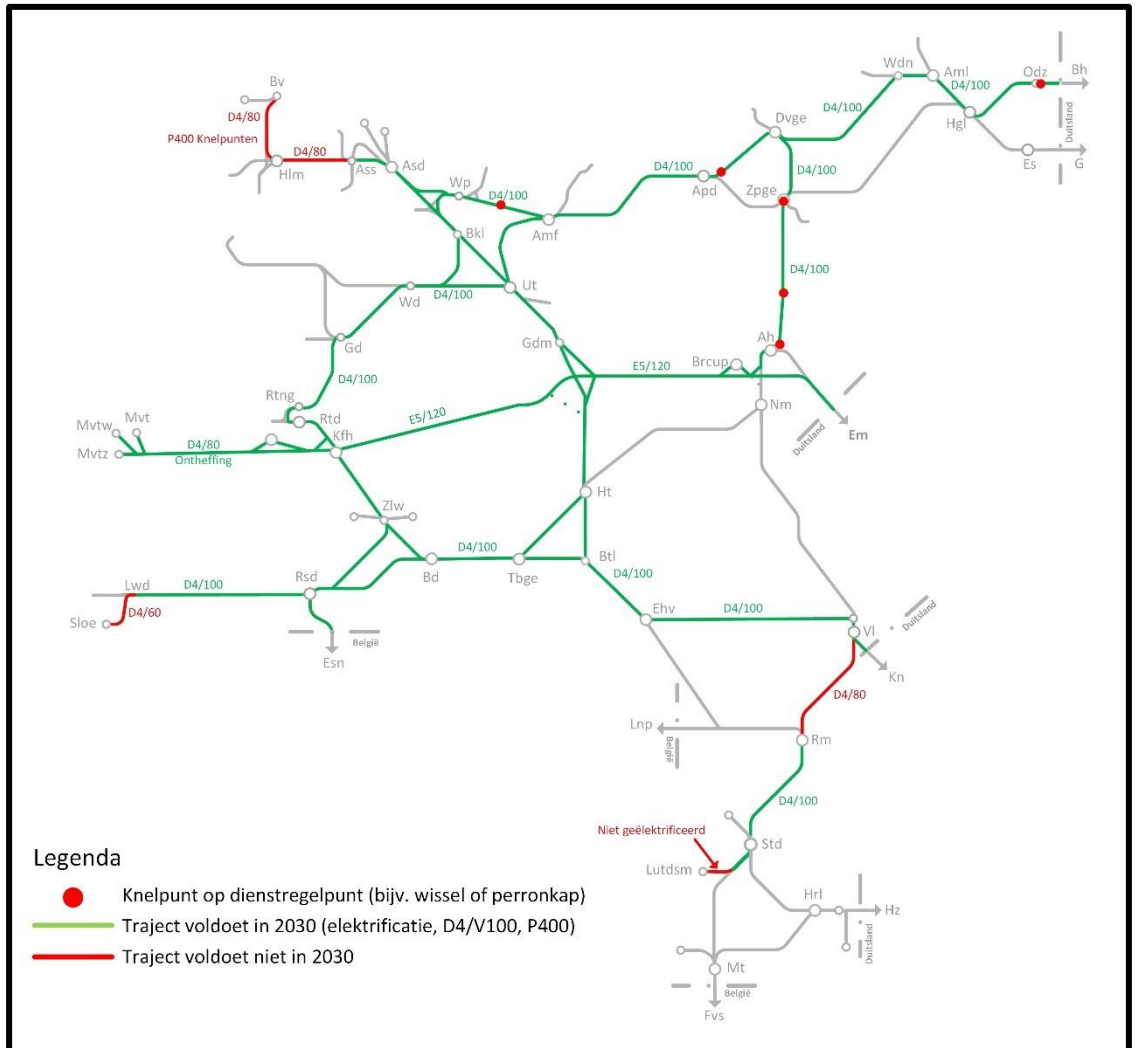 Bv
D4/80
P400 Knelpunten
D4/80
Hlm
Ass
Asd
Wp
D4/100
Amf
Bkl
Ut
Wd
D4/100
Gd
D4/100
Gdm
D4/100
Apd
Dvge
D4/100
Zpge
D4/100
Wdn
Aml
D4/100
Hgl
Odz
Bh
Duitsland
Es
G
D4/100
Ah
Brcup
E5/120
Nm
Duitsland
Em
Rtng
Rtd
Kfh
E5/120
Mvtw
Mvt
Mvtz
D4/80
Ontheffing
Zlw
Ht
Lwd
D4/100
Rsd
Bd
D4/100
Tbge
Btl
D4/100
Sloe
D4/60
België
Esn
Ehv
D4/100
Vl
Duitsland
Kn
D4/80
Lnp
België
Rm
D4/100
Niet geëlektrificeerd
Std
Lutdsm
Hrl
Hz
Duitsland
Mt
België
Fvs
Legenda
Knelpunt op dienstregelpunt (bijv. wissel of perronkap)
Traject voldoet in 2030 (elektrificatie, D4/V100, P400)
Traject voldoet niet in 2030